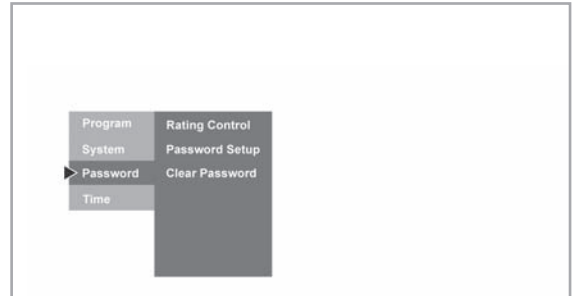 Program
System
Password
Time
Rating Control
Password Setup
Clear Password